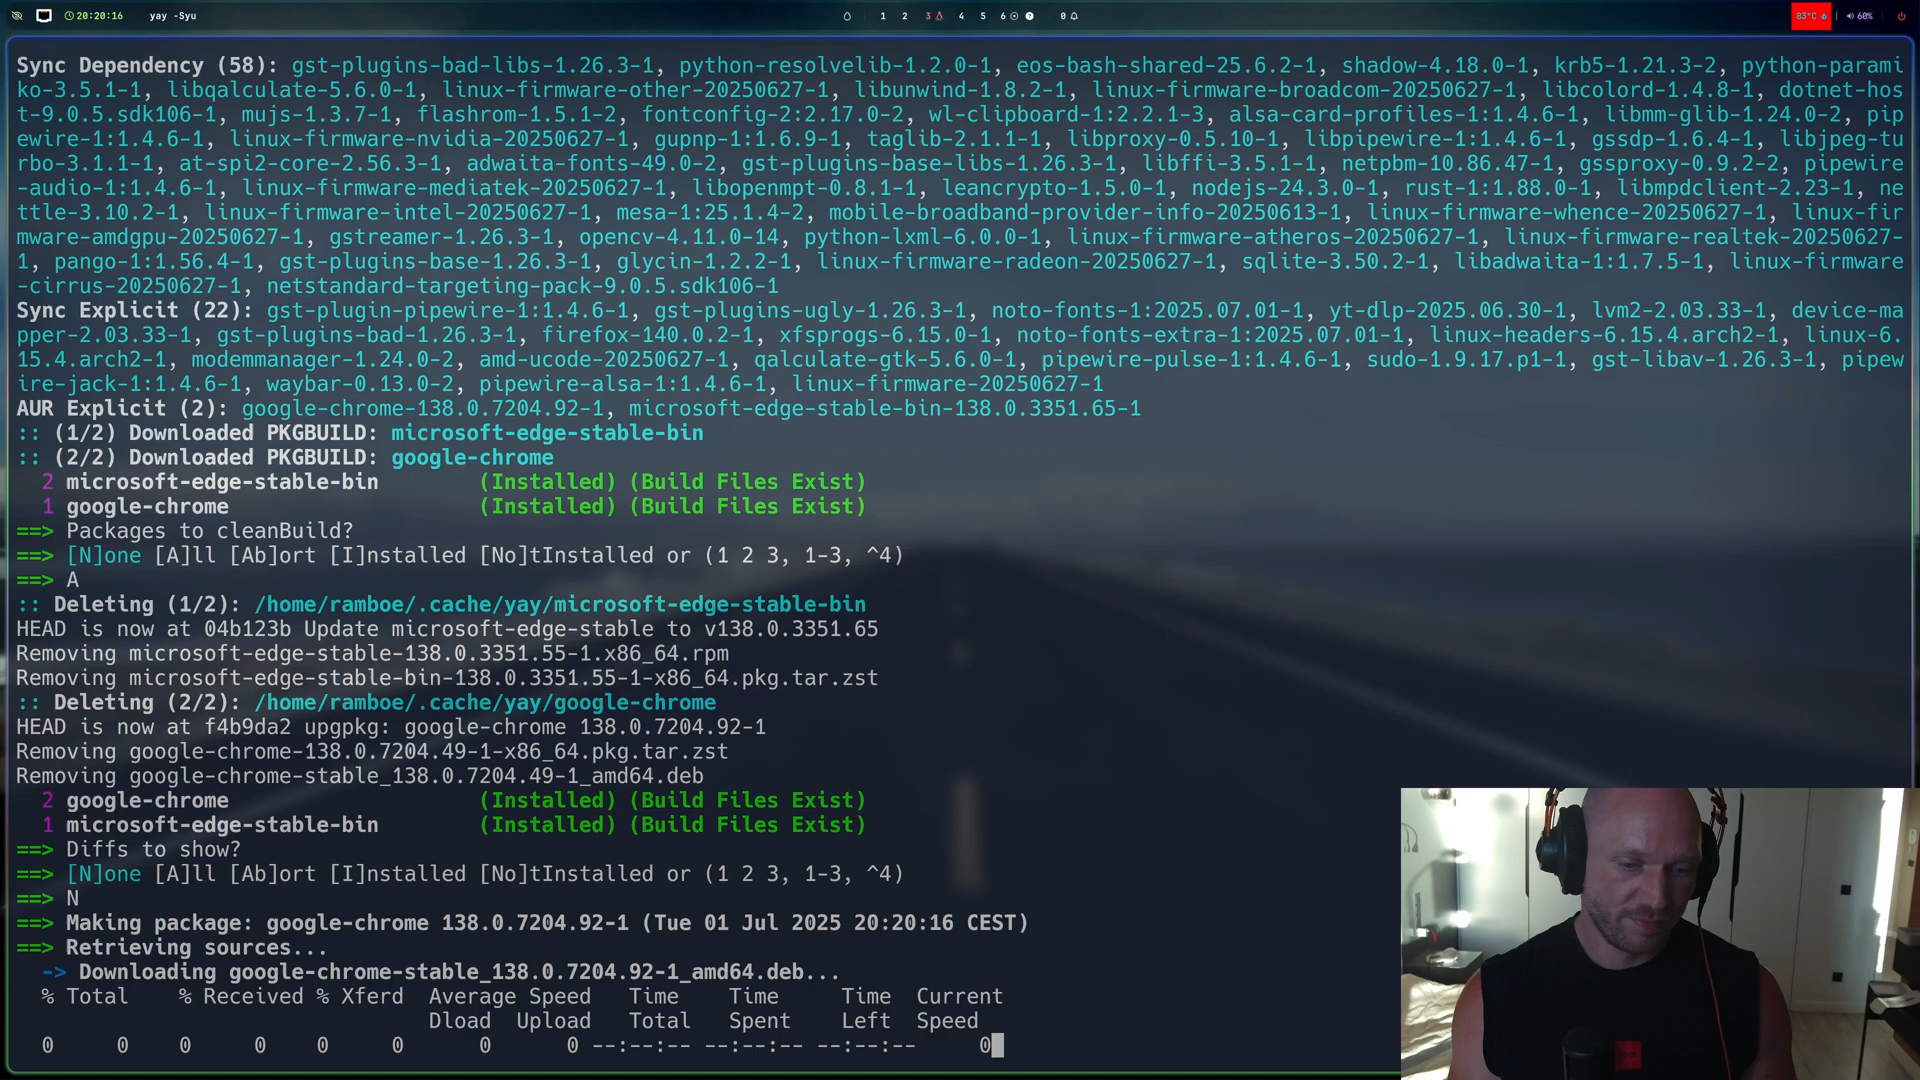 20:20:16 yay -Syu 1 2 3 4 5 6 0 83°C 60%
Sync Dependency (58): gst-plugins-bad-libs-1.26.3-1, python-resolvelib-1.2.0-1, eos-bash-shared-25.6.2-1, shadow-4.18.0-1, krb5-1.21.3-2, python-parami
ko-3.5.1-1, libqalculate-5.6.0-1, linux-firmware-other-20250627-1, libunwind-1.8.2-1, linux-firmware-broadcom-20250627-1, libcolord-1.4.8-1, dotnet-hos
t-9.0.5.sdk106-1, mujs-1.3.7-1, flashrom-1.5.1-2, fontconfig-2:2.17.0-2, wl-clipboard-1:2.2.1-3, alsa-card-profiles-1:1.4.6-1, libmm-glib-1.24.0-2, pip
ewire-1:1.4.6-1, linux-firmware-nvidia-20250627-1, gupnp-1:1.6.9-1, taglib-2.1.1-1, libproxy-0.5.10-1, libpipewire-1:1.4.6-1, gssdp-1.6.4-1, libjpeg-tu
rbo-3.1.1-1, at-spi2-core-2.56.3-1, adwaita-fonts-49.0-2, gst-plugins-base-libs-1.26.3-1, libffi-3.5.1-1, netpbm-10.86.47-1, gssproxy-0.9.2-2, pipewire
-audio-1:1.4.6-1, linux-firmware-mediatek-20250627-1, libopenmpt-0.8.1-1, leancrypto-1.5.0-1, nodejs-24.3.0-1, rust-1:1.88.0-1, libmpdclient-2.23-1, ne
ttle-3.10.2-1, linux-firmware-intel-20250627-1, mesa-1:25.1.4-2, mobile-broadband-provider-info-20250613-1, linux-firmware-whence-20250627-1, linux-fir
mware-amdgpu-20250627-1, gstreamer-1.26.3-1, opencv-4.11.0-14, python-lxml-6.0.0-1, linux-firmware-atheros-20250627-1, linux-firmware-realtek-20250627-
1, pango-1:1.56.4-1, gst-plugins-base-1.26.3-1, glycin-1.2.2-1, linux-firmware-radeon-20250627-1, sqlite-3.50.2-1, libadwaita-1:1.7.5-1, linux-firmware
-cirrus-20250627-1, netstandard-targeting-pack-9.0.5.sdk106-1
Sync Explicit (22): gst-plugin-pipewire-1:1.4.6-1, gst-plugins-ugly-1.26.3-1, noto-fonts-1:2025.07.01-1, yt-dlp-2025.06.30-1, lvm2-2.03.33-1, device-ma
pper-2.03.33-1, gst-plugins-bad-1.26.3-1, firefox-140.0.2-1, xfsprogs-6.15.0-1, noto-fonts-extra-1:2025.07.01-1, linux-headers-6.15.4.arch2-1, linux-6.
15.4.arch2-1, modemmanager-1.24.0-2, amd-ucode-20250627-1, qalculate-gtk-5.6.0-1, pipewire-pulse-1:1.4.6-1, sudo-1.9.17.p1-1, gst-libav-1.26.3-1, pipew
ire-jack-1:1.4.6-1, waybar-0.13.0-2, pipewire-alsa-1:1.4.6-1, linux-firmware-20250627-1
AUR Explicit (2): google-chrome-138.0.7204.92-1, microsoft-edge-stable-bin-138.0.3351.65-1
:: (1/2) Downloaded PKGBUILD: microsoft-edge-stable-bin
:: (2/2) Downloaded PKGBUILD: google-chrome
2 microsoft-edge-stable-bin (Installed) (Build Files Exist)
1 google-chrome (Installed) (Build Files Exist)
==> Packages to cleanBuild?
==> [N]one [A]ll [Ab]ort [I]nstalled [No]tInstalled or (1 2 3, 1-3, ^4)
==> A
:: Deleting (1/2): /home/ramboe/.cache/yay/microsoft-edge-stable-bin
HEAD is now at 04b123b Update microsoft-edge-stable to v138.0.3351.65
Removing microsoft-edge-stable-138.0.3351.55-1.x86_64.rpm
Removing microsoft-edge-stable-bin-138.0.3351.55-1-x86_64.pkg.tar.zst
:: Deleting (2/2): /home/ramboe/.cache/yay/google-chrome
HEAD is now at f4b9da2 upgpkg: google-chrome 138.0.7204.92-1
Removing google-chrome-138.0.7204.49-1-x86_64.pkg.tar.zst
Removing google-chrome-stable_138.0.7204.49-1_amd64.deb
2 google-chrome (Installed) (Build Files Exist)
1 microsoft-edge-stable-bin (Installed) (Build Files Exist)
==> Diffs to show?
==> [N]one [A]ll [Ab]ort [I]nstalled [No]tInstalled or (1 2 3, 1-3, ^4)
==> N
==> Making package: google-chrome 138.0.7204.92-1 (Tue 01 Jul 2025 20:20:16 CEST)
==> Retrieving sources...
-> Downloading google-chrome-stable_138.0.7204.92-1_amd64.deb...
% Total % Received % Xferd Average Speed Time Time Time Current
Dload Upload Total Spent Left Speed
0 0 0 0 0 0 0 0 --:--:-- --:--:-- --:--:-- 0